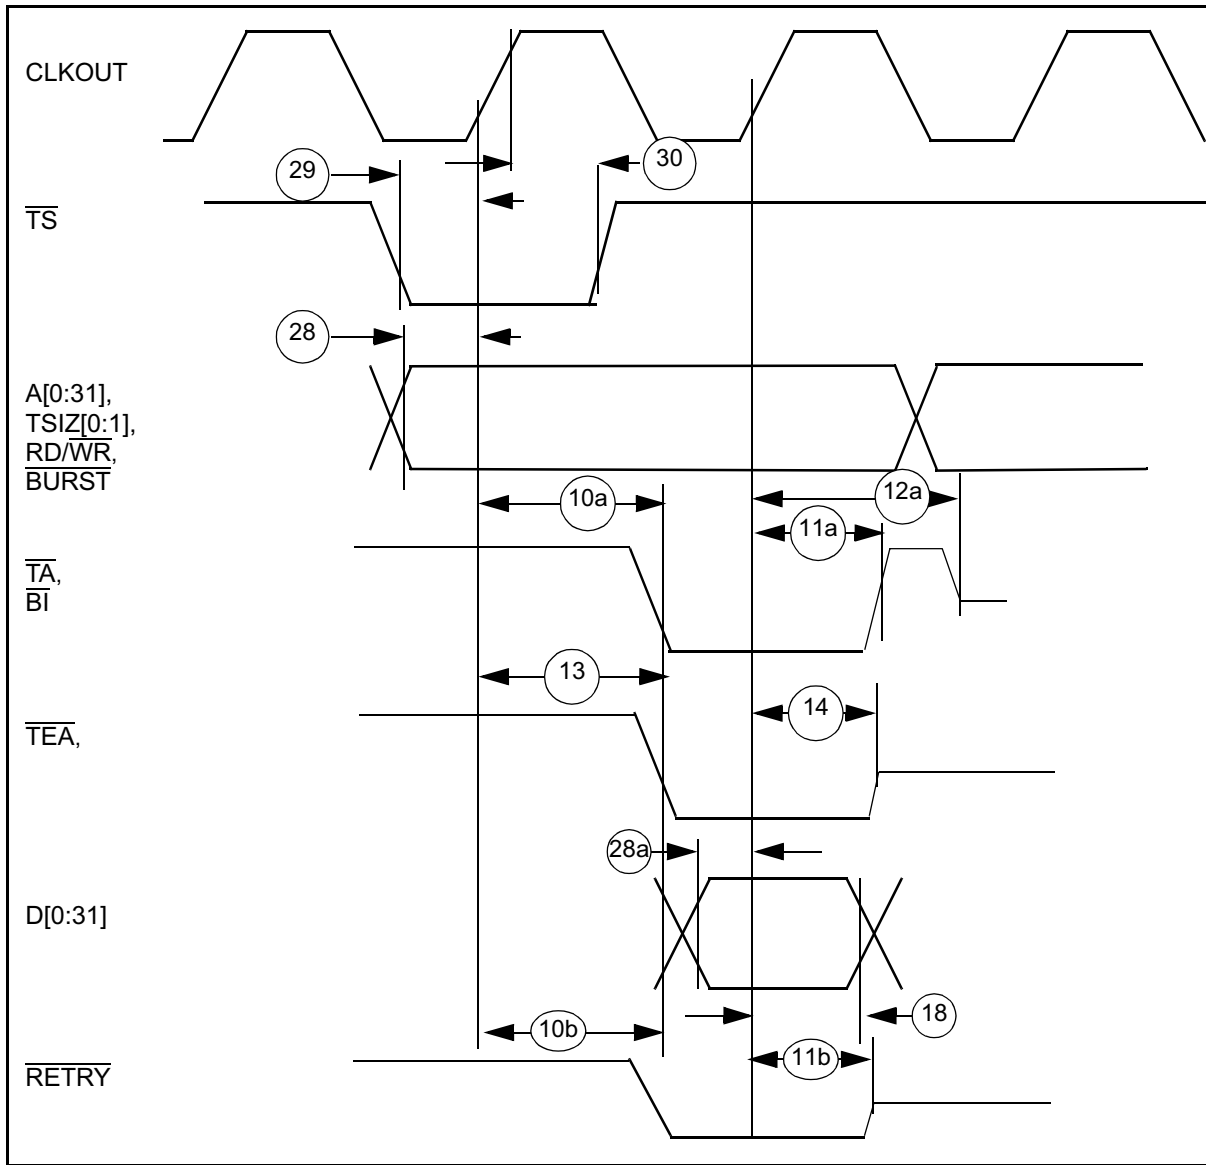 CLKOUT
29
30
TS
28
A[0:31],
TSIZ[0:1],
RD/WR,
BURST
10a
12a
11a
TA,
BI
13
14
TEA,
28a
D[0:31]
18
10b
11b
RETRY